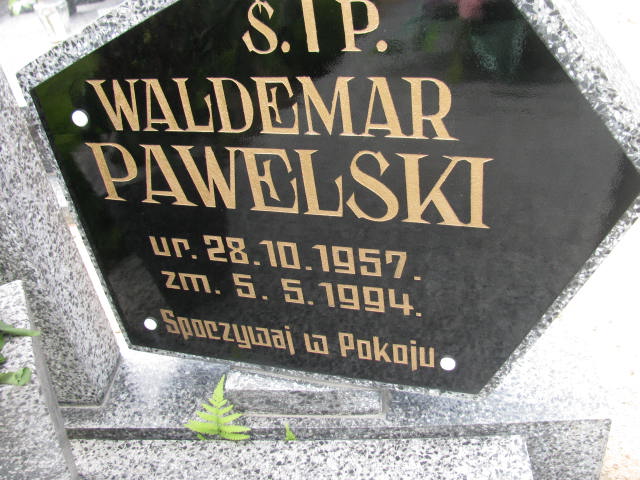 Ś. † P.
WALDEMAR
PAWELSKI
ur. 28.10.1957.
zm. 5. 5.1994.
Spoczywaj w Pokoju